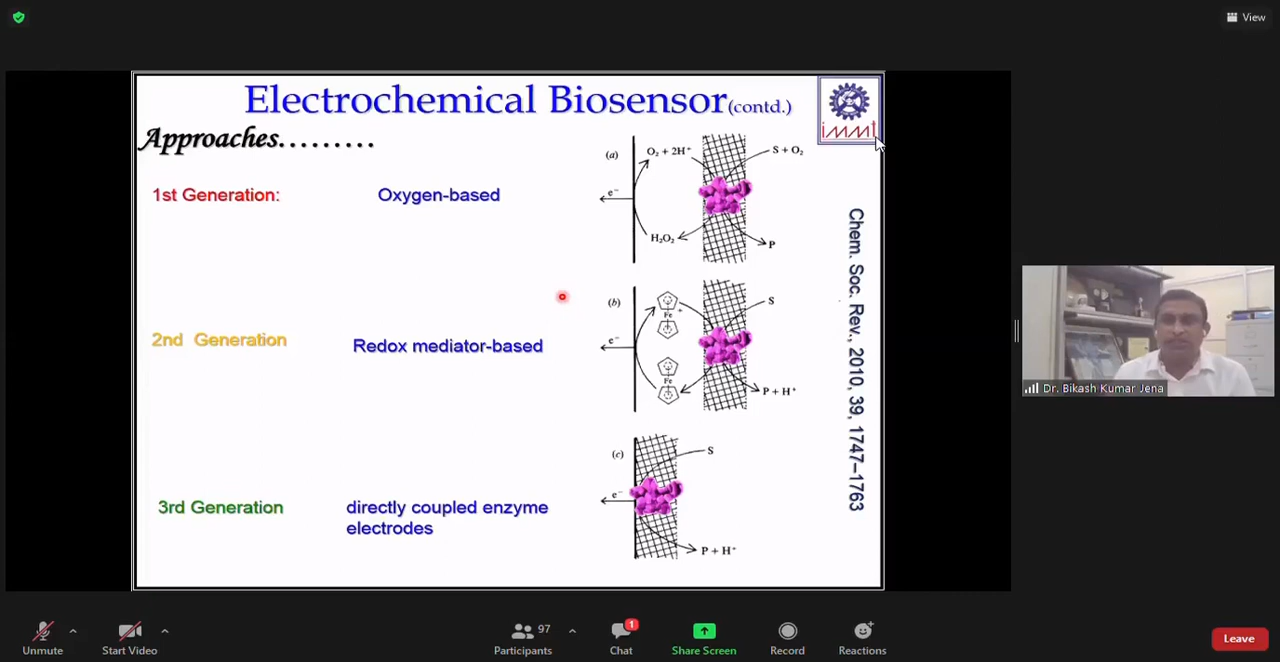 View
Electrochemical Biosensor(contd.)
immt
Approaches.........
(a)
O₂ + 2H⁺
S + O₂
1st Generation:
Oxygen-based
e⁻
H₂O₂
P
Chem. Soc. Rev., 2010, 39, 1747–1763
(b)
Fe
+
S
2nd Generation
Redox mediator-based
e⁻
Fe
P + H⁺
(c)
S
3rd Generation
directly coupled enzyme
electrodes
e⁻
P + H⁺
Dr. Bikash Kumar Jena
97
1
Unmute
Start Video
Participants
Chat
Share Screen
Record
Reactions
Leave